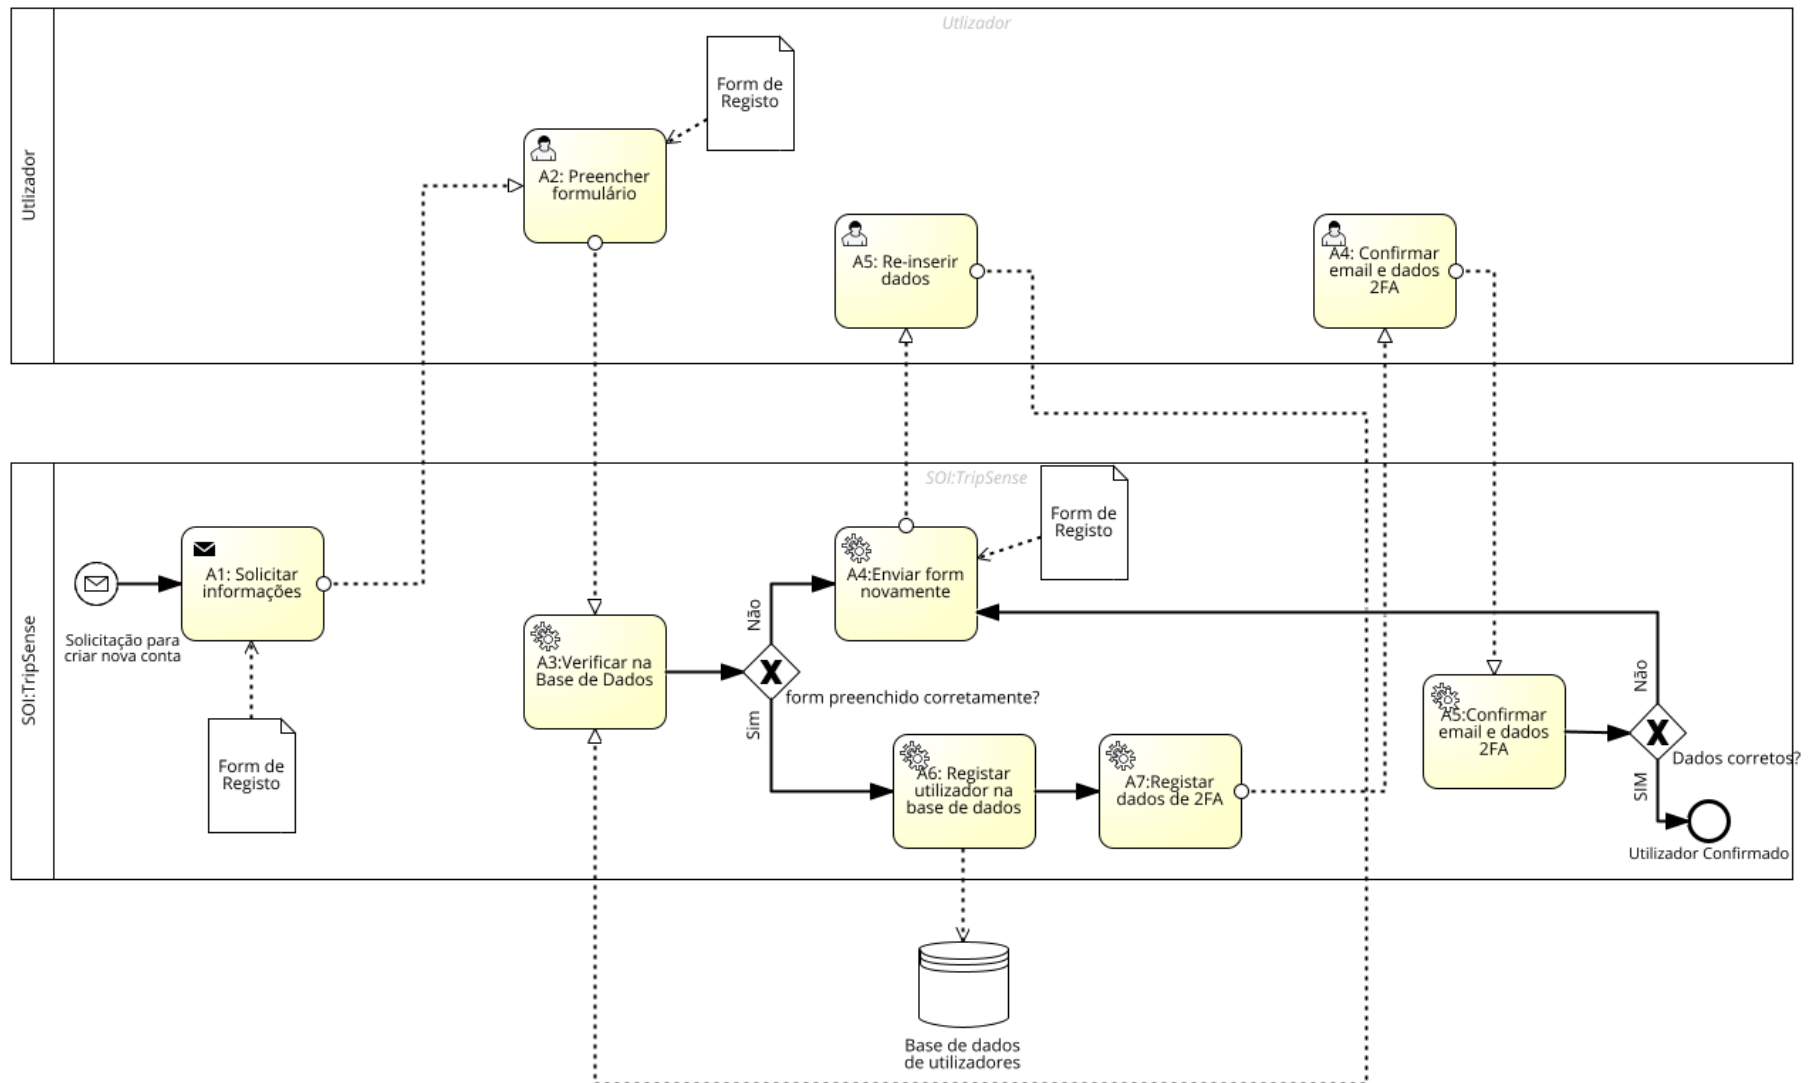 Utlizador
Utlizador
Form de
Registo
A2: Preencher
formulário
A5: Re-inserir
dados
A4: Confirmar
email e dados
2FA
SOI:TripSense
SOI:TripSense
Form de
Registo
A1: Solicitar
informações
Solicitação para
criar nova conta
Form de
Registo
A3:Verificar na
Base de Dados
Não
form preenchido corretamente?
Sim
A4:Enviar form
novamente
A6: Registar
utilizador na
base de dados
A7:Registar
dados de 2FA
A5:Confirmar
email e dados
2FA
Não
Dados corretos?
SIM
Utilizador Confirmado
Base de dados
de utilizadores